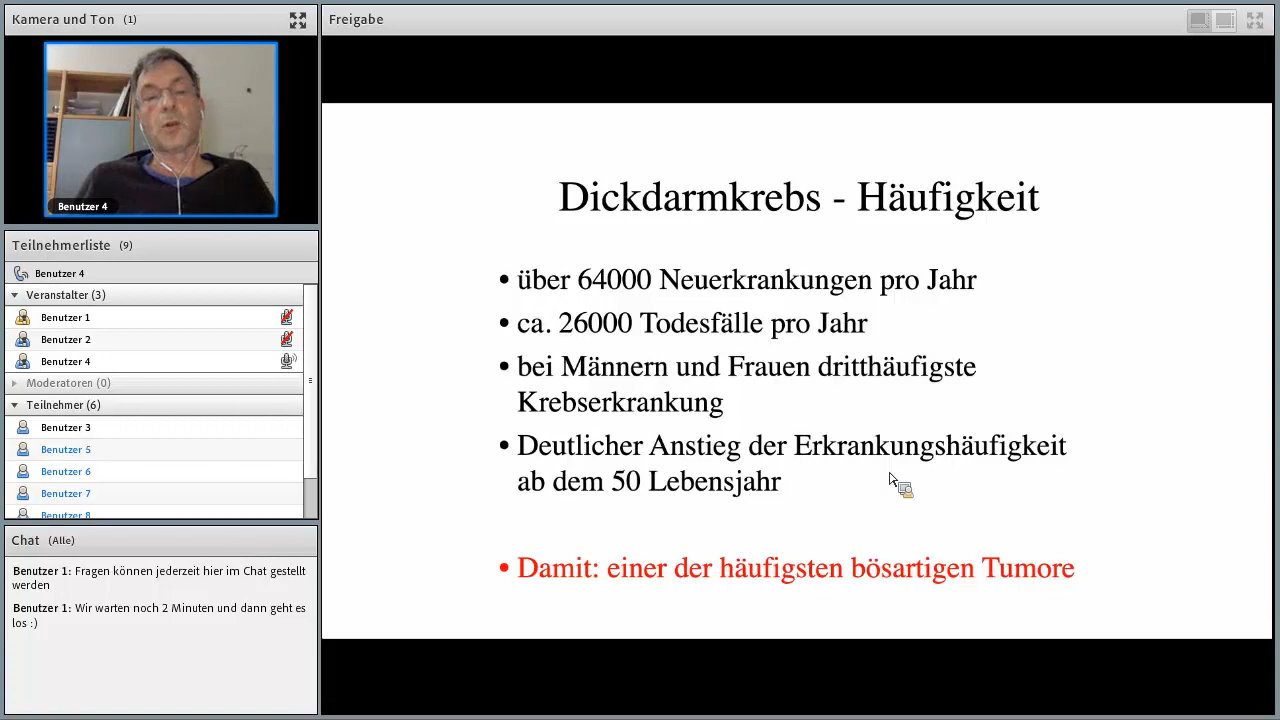 Kamera und Ton (1)
Benutzer 4
Teilnehmerliste (9)
Benutzer 4
Veranstalter (3)
Benutzer 1
Benutzer 2
Benutzer 4
Moderatoren (0)
Teilnehmer (6)
Benutzer 3
Benutzer 5
Benutzer 6
Benutzer 7
Benutzer 8
Chat (Alle)
Benutzer 1: Fragen können jederzeit hier im Chat gestellt
werden
Benutzer 1: Wir warten noch 2 Minuten und dann geht es
los :)
Freigabe
Dickdarmkrebs - Häufigkeit
• über 64000 Neuerkrankungen pro Jahr
• ca. 26000 Todesfälle pro Jahr
• bei Männern und Frauen dritthäufigste
Krebserkrankung
• Deutlicher Anstieg der Erkrankungshäufigkeit
ab dem 50 Lebensjahr
• Damit: einer der häufigsten bösartigen Tumore